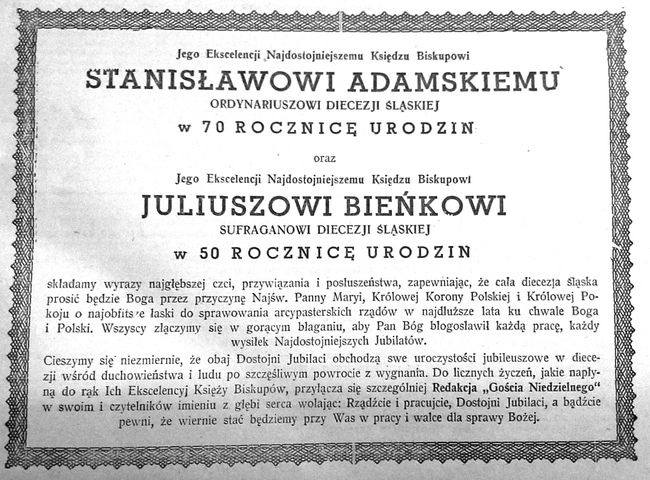 Jego Ekscelencji Najdostojniejszemu Księdzu Biskupowi
STANISŁAWOWI ADAMSKIEMU
ORDYNARIUSZOWI DIECEZJI ŚLĄSKIEJ
w 70 ROCZNICĘ URODZIN
oraz
Jego Ekscelencji Najdostojniejszemu Księdzu Biskupowi
JULIUSZOWI BIEŃKOWI
SUFRAGANOWI DIECEZJI ŚLĄSKIEJ
w 50 ROCZNICĘ URODZIN
składamy wyrazy najgłębszej czci, przywiązania i posłuszeństwa, zapewniając, że cała diecezja śląska
prosić będzie Boga przez przyczynę Najśw. Panny Maryi, Królowej Korony Polskiej i Królowej Po-
koju o najobfitsze łaski do sprawowania arcypasterskich rządów w najdłuższe lata ku chwale Boga
i Polski. Wszyscy złączymy się w gorącym błaganiu, aby Pan Bóg błogosławił każdą pracę, każdy
wysiłek Najdostojniejszych Jubilatów.
Cieszymy się niezmiernie, że obaj Dostojni Jubilaci obchodzą swe uroczystości jubileuszowe w diece-
zji wśród duchowieństwa i ludu po szczęśliwym powrocie z wygnania. Do licznych życzeń, jakie napły-
ną do rąk Ich Ekscelencyj Księży Biskupów, przyłącza się szczególniej Redakcja „Gościa Niedzielnego“
w swoim i czytelników imieniu z głębi serca wołając: Rządźcie i pracujcie, Dostojni Jubilaci, a bądźcie
pewni, że wiernie stać będziemy przy Was w pracy i walce dla sprawy Bożej.